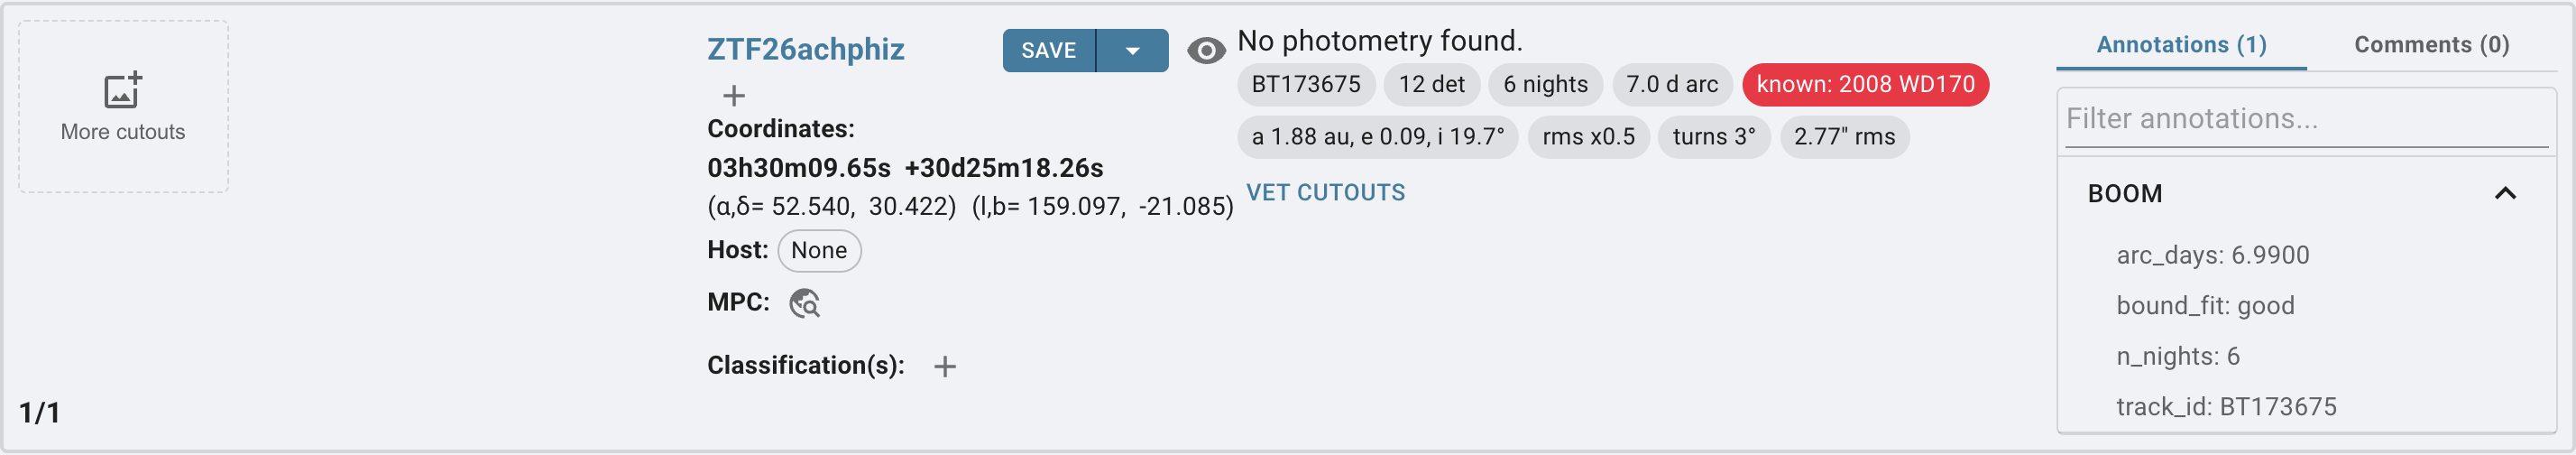 More cutouts
1/1
ZTF26achphiz
SAVE
Coordinates:
03h30m09.65s +30d25m18.26s
(α,δ= 52.540, 30.422) (l,b= 159.097, -21.085)
Host: None
MPC:
Classification(s):
No photometry found.
BT173675 12 det 6 nights 7.0 d arc known: 2008 WD170
a 1.88 au, e 0.09, i 19.7° rms x0.5 turns 3° 2.77" rms
VET CUTOUTS
Annotations (1) Comments (0)
Filter annotations...
BOOM
arc_days: 6.9900
bound_fit: good
n_nights: 6
track_id: BT173675